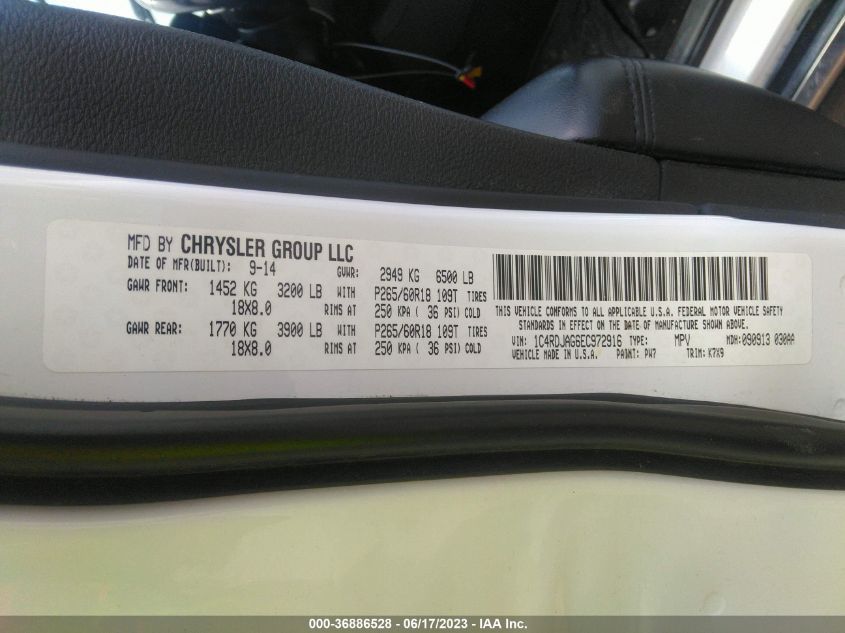 MFD BY CHRYSLER GROUP LLC
DATE OF MFR(BUILT): 9-14 GVWR: 2949 KG 6500 LB
GAWR FRONT: 1452 KG 3200 LB WITH P265/60R18 109T TIRES
18X8.0 RIMS AT 250 KPA ( 36 PSI) COLD
GAWR REAR: 1770 KG 3900 LB WITH P265/60R18 109T TIRES
18X8.0 RIMS AT 250 KPA ( 36 PSI) COLD
THIS VEHICLE CONFORMS TO ALL APPLICABLE U.S.A. FEDERAL MOTOR VEHICLE SAFETY
STANDARDS IN EFFECT ON THE DATE OF MANUFACTURE SHOWN ABOVE.
VIN: 1C4RDJAG6EC972916 TYPE: MPV MDH: 090913 030AA
VEHICLE MADE IN U.S.A. PAINT: PW7 TRIM: K7X9
000-36886528 - 06/17/2023 - IAA Inc.